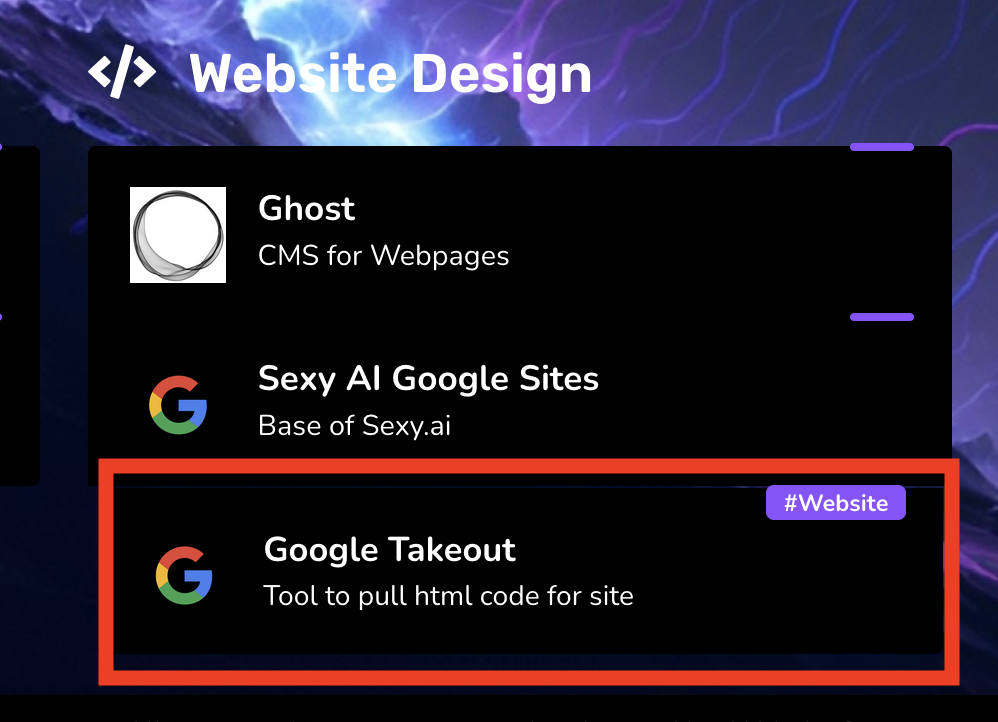 Website Design
Ghost
CMS for Webpages
Sexy AI Google Sites
Base of Sexy.ai
#Website
Google Takeout
Tool to pull html code for site